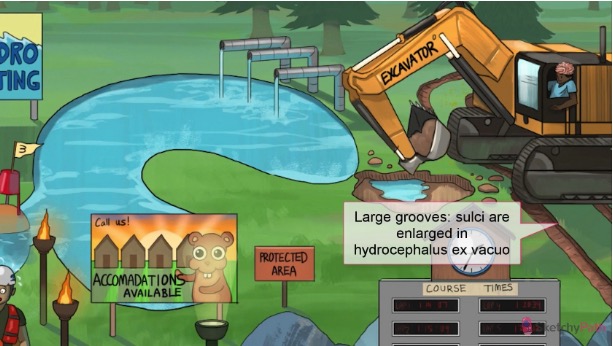 DRO
TING
EXCAVATOR
3
Call us!
ACCOMADATIONS
AVAILABLE
PROTECTED
AREA
Large grooves: sulci are
enlarged in
hydrocephalus ex vacuo
COURSE TIMES